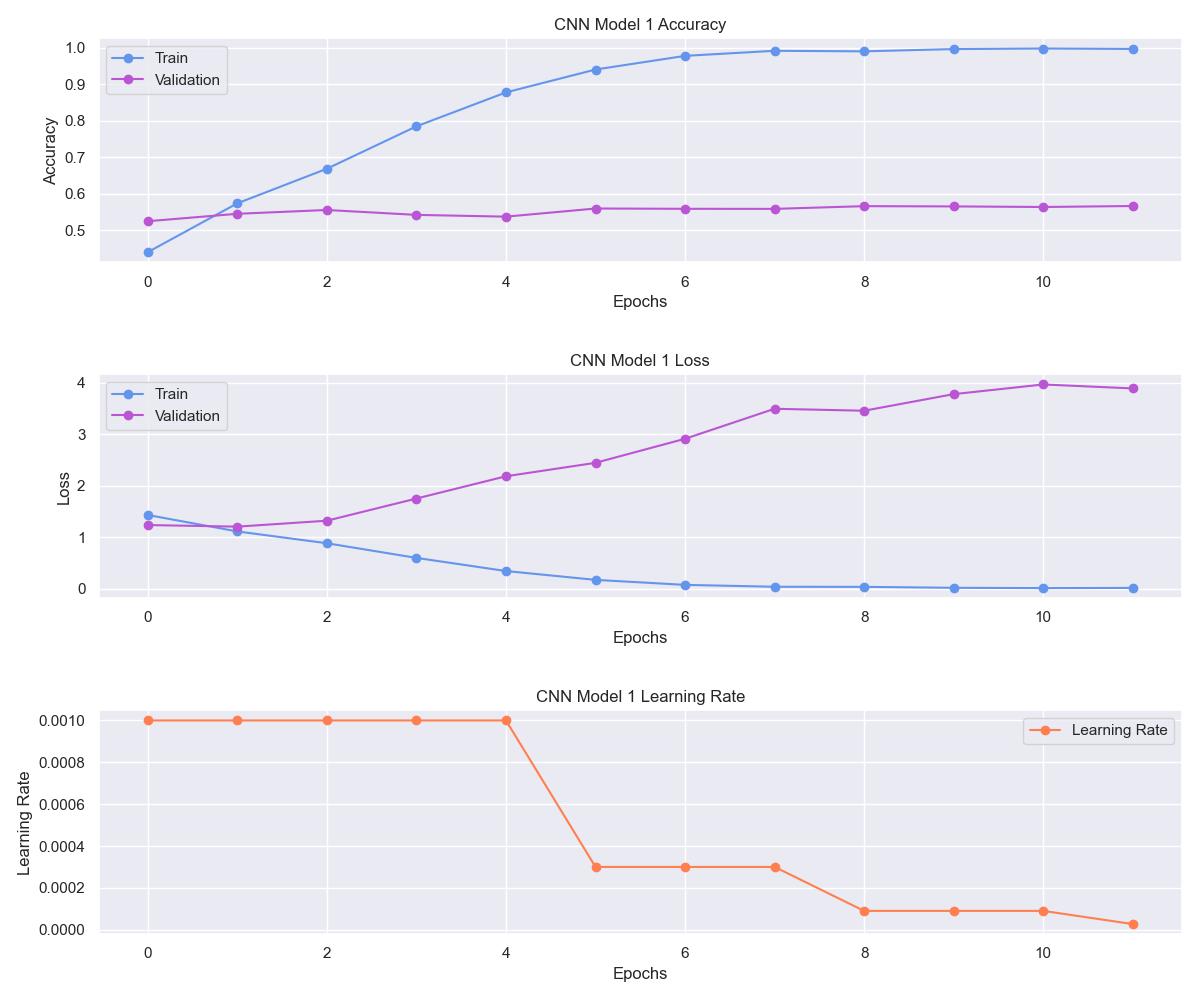 CNN Model 1 Accuracy
Train
Validation
Accuracy
1.0
0.9
0.8
0.7
0.6
0.5
0 2 4 6 8 10
Epochs
CNN Model 1 Loss
Train
Validation
Loss
4
3
2
1
0
0 2 4 6 8 10
Epochs
CNN Model 1 Learning Rate
Learning Rate
Learning Rate
0.0010
0.0008
0.0006
0.0004
0.0002
0.0000
0 2 4 6 8 10
Epochs